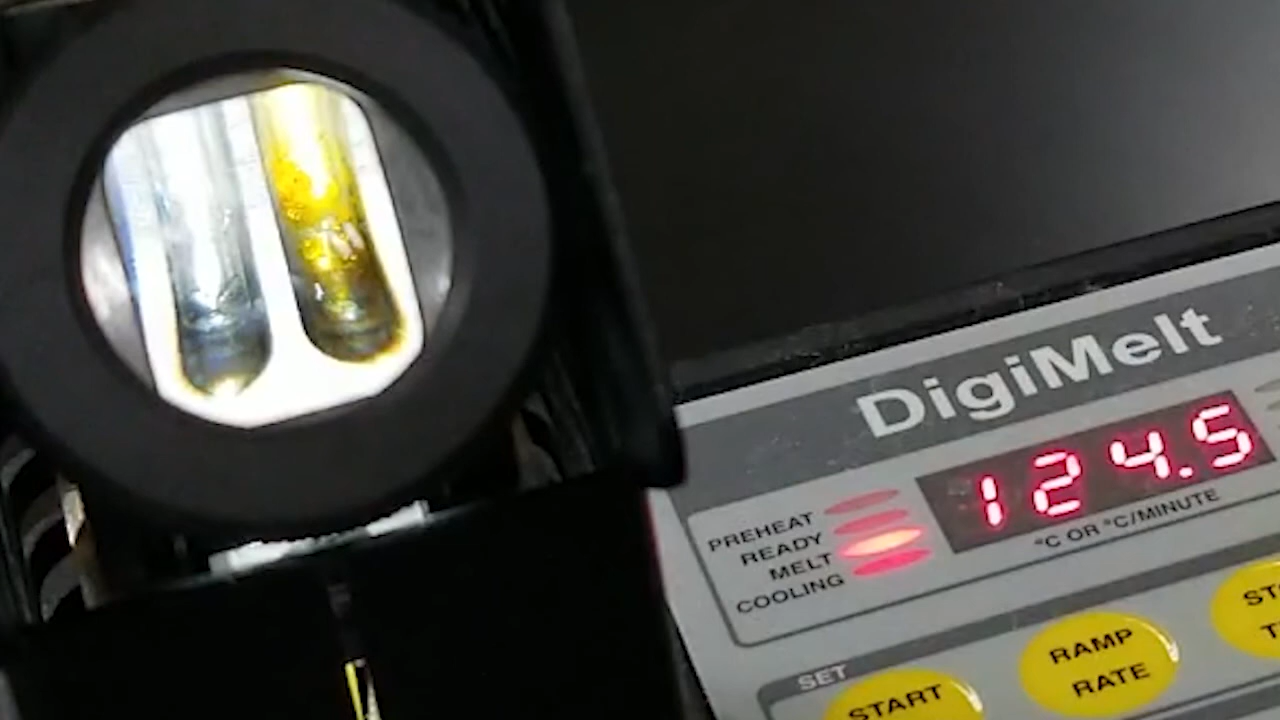 DigiMelt
124.5
°C OR °C/MINUTE
PREHEAT
READY
MELT
COOLING
SET
START
RAMP
RATE